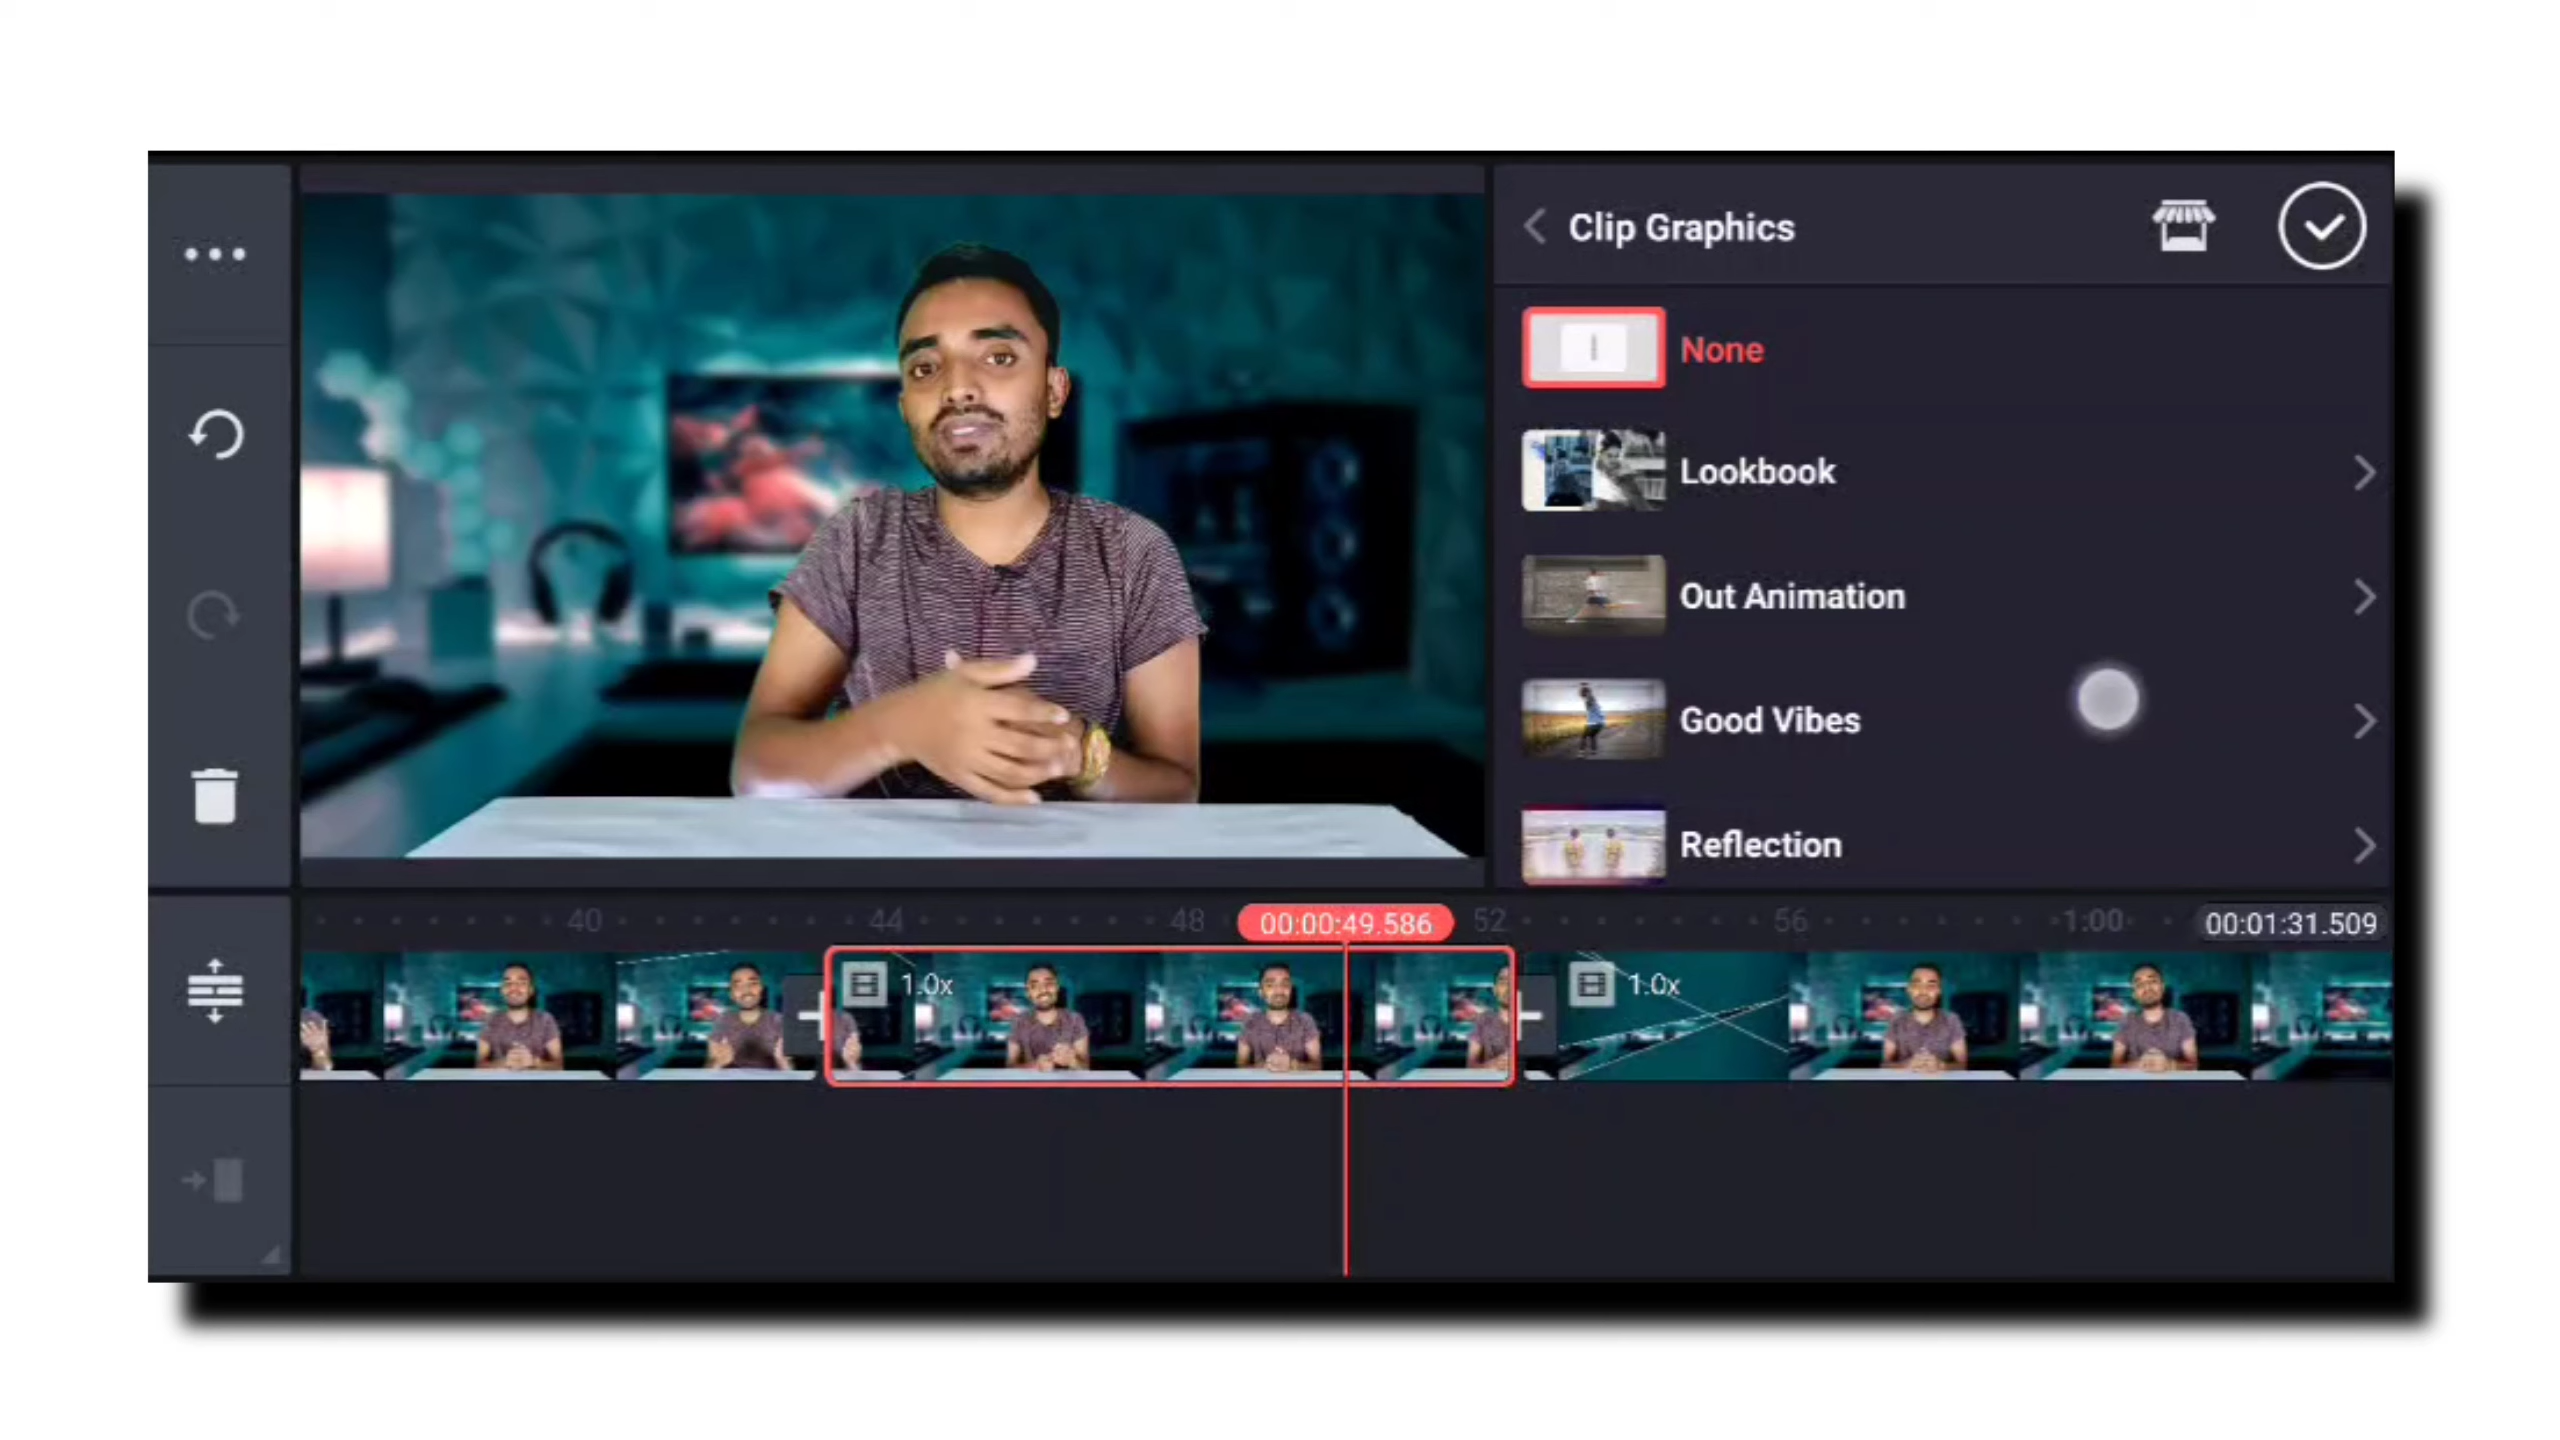 Clip Graphics
None
Lookbook
Out Animation
Good Vibes
Reflection
40 44 48 00:00:49.586 52 56 1:00 00:01:31.509
1.0x 1.0x